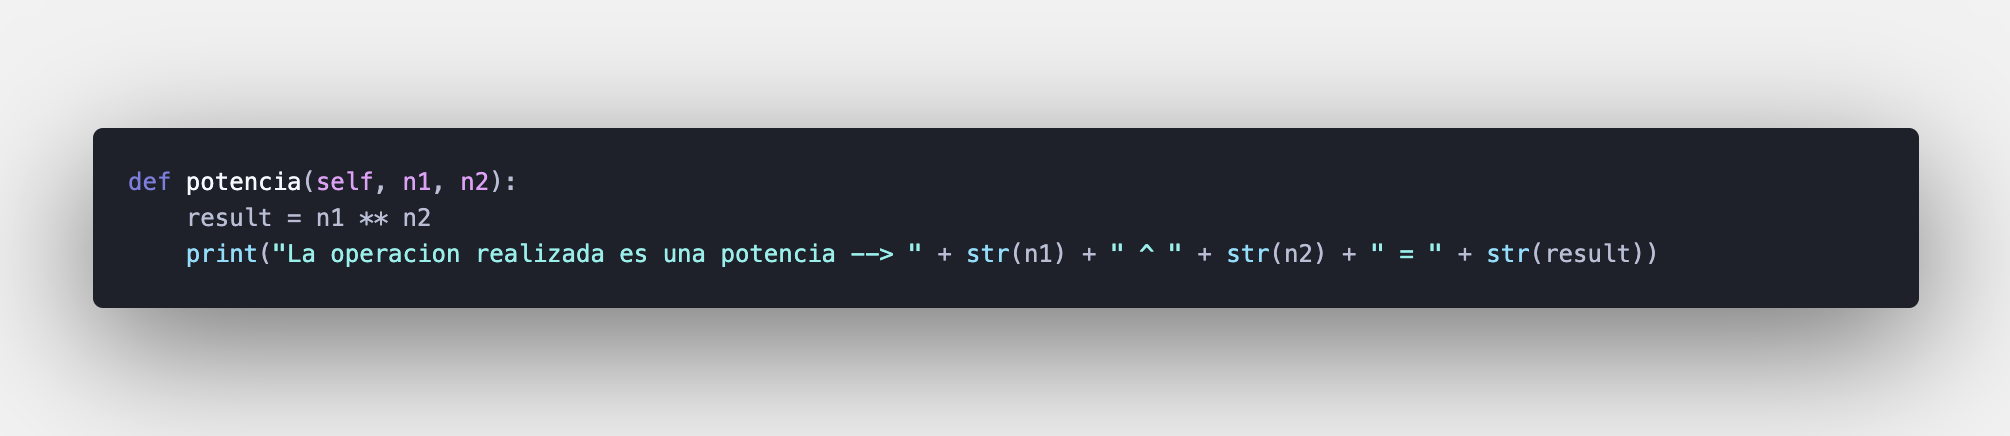 def potencia(self, n1, n2):
    result = n1 ** n2
    print("La operacion realizada es una potencia --> " + str(n1) + " ^ " + str(n2) + " = " + str(result))